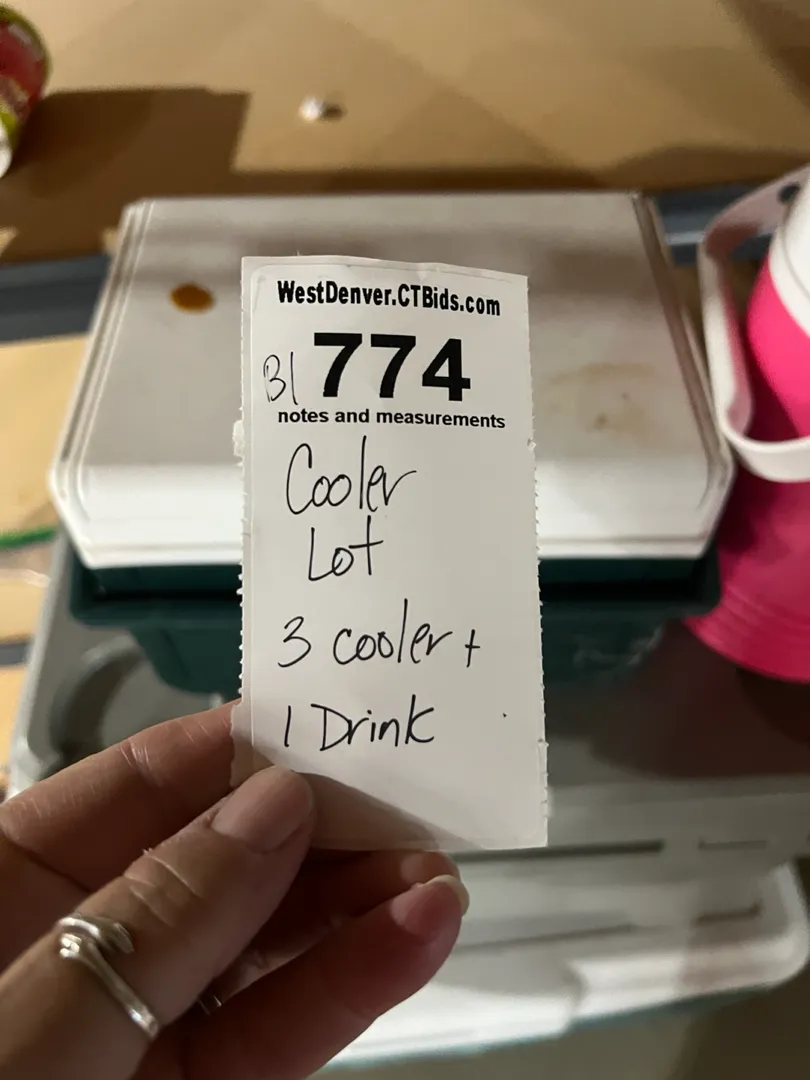 WestDenver.CTBids.com
B1 774
notes and measurements
Cooler
Lot
3 cooler +
1 Drink